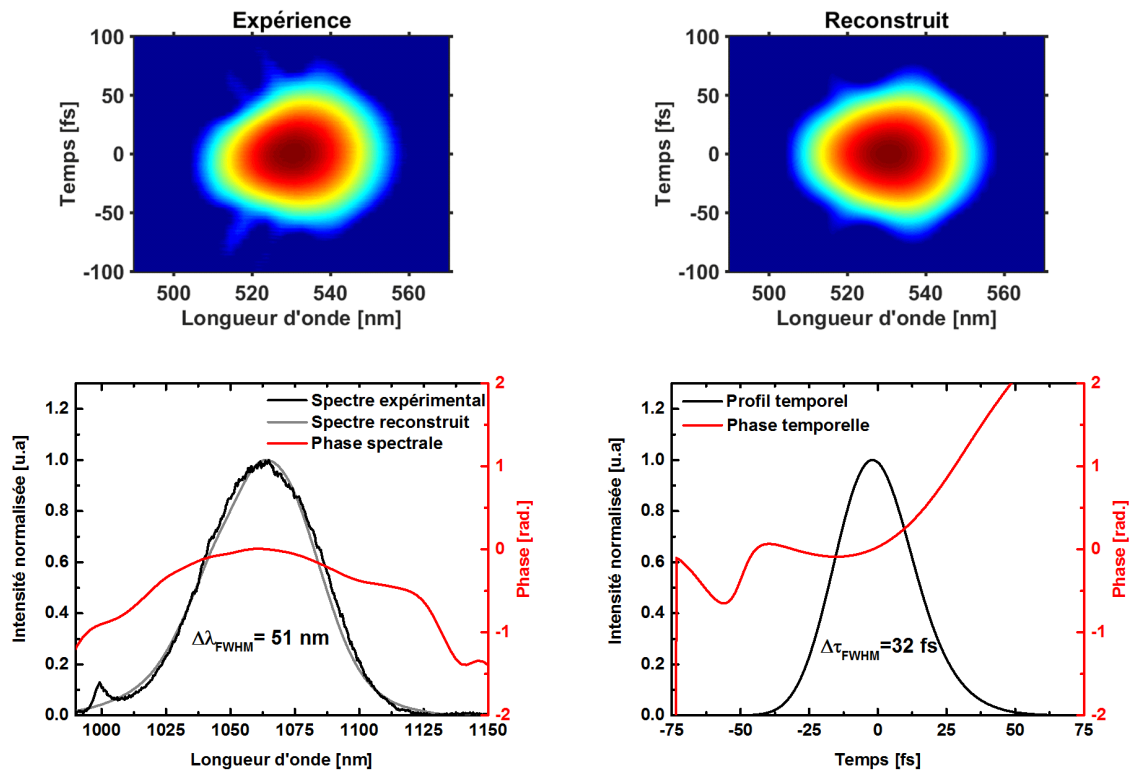 Expérience
100
50
0
-50
-100
Temps [fs]
500 520 540 560
Longueur d'onde [nm]
Reconstruit
100
50
0
-50
-100
Temps [fs]
500 520 540 560
Longueur d'onde [nm]
Spectre expérimental
Spectre reconstruit
Phase spectrale
1.2
1.0
0.8
0.6
0.4
0.2
0.0
Intensité normalisée [u.a]
2
1
0
-1
-2
Phase [rad.]
ΔλFWHM= 51 nm
1000 1025 1050 1075 1100 1125 1150
Longueur d'onde [nm]
Profil temporel
Phase temporelle
1.2
1.0
0.8
0.6
0.4
0.2
0.0
Intensité normalisée [u.a]
2
1
0
-1
-2
Phase [rad.]
ΔτFWHM=32 fs
-75 -50 -25 0 25 50 75
Temps [fs]